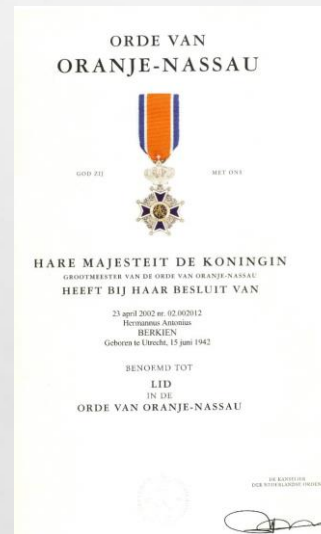 ORDE VAN
ORANJE-NASSAU
GOD ZIJ MET ONS
HARE MAJESTEIT DE KONINGIN
GROOTMEESTER VAN DE ORDE VAN ORANJE-NASSAU
HEEFT BIJ HAAR BESLUIT VAN
23 april 2002 nr. 02.002012
Hermannus Antonius
BERKIEN
Geboren te Utrecht, 15 juni 1942
BENOEMD TOT
LID
IN DE
ORDE VAN ORANJE-NASSAU
DE KANSELIER
DER NEDERLANDSE ORDEN